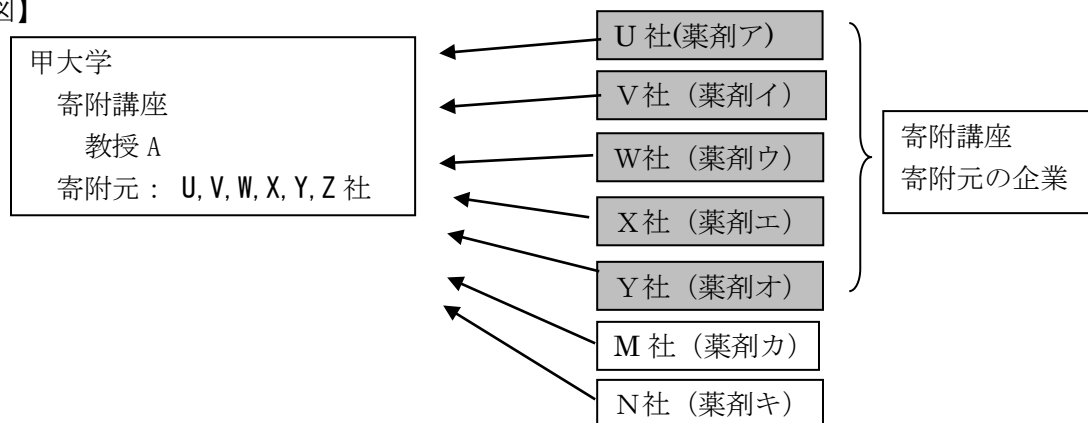 図】
甲大学
寄附講座
教授 A
寄附元： U,V,W,X,Y,Z 社
U 社(薬剤ア)
V社（薬剤イ）
W社（薬剤ウ）
X社（薬剤エ）
Y社（薬剤オ）
M 社（薬剤カ）
N社（薬剤キ）
寄附講座
寄附元の企業